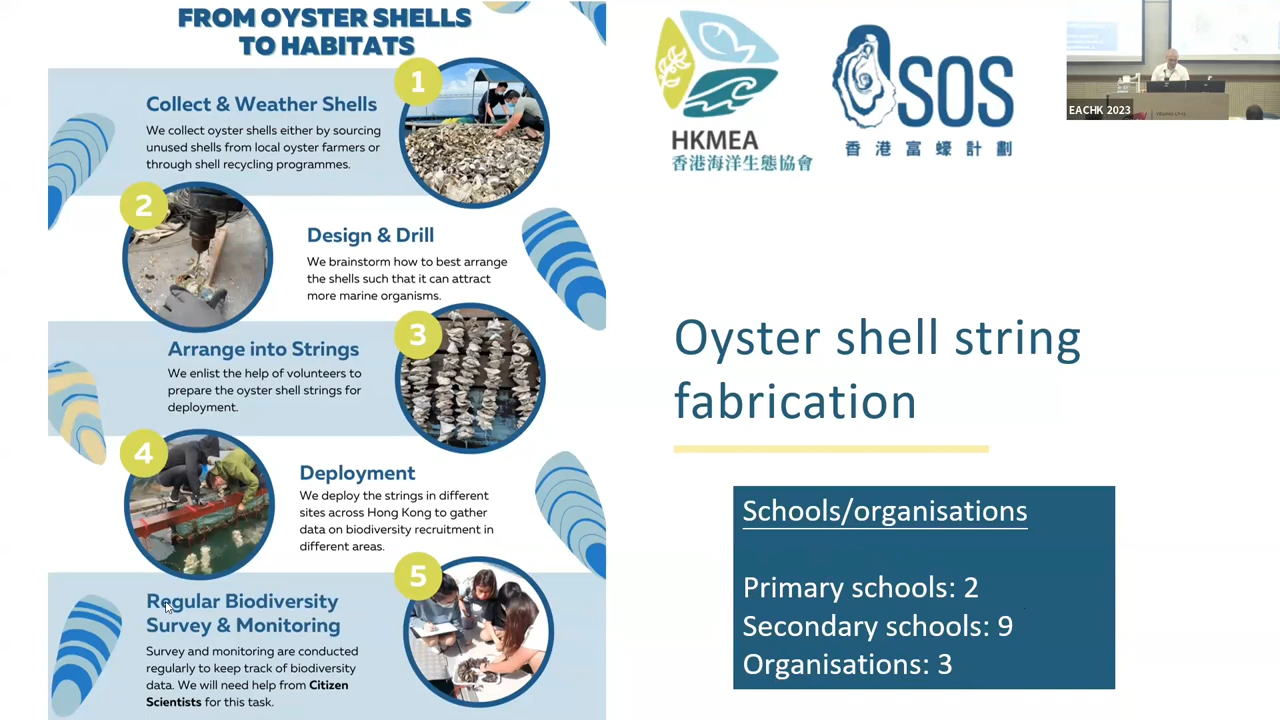 FROM OYSTER SHELLS
TO HABITATS
1
Collect & Weather Shells
We collect oyster shells either by sourcing
unused shells from local oyster farmers or
through shell recycling programmes.
2
Design & Drill
We brainstorm how to best arrange
the shells such that it can attract
more marine organisms.
3
Arrange into Strings
We enlist the help of volunteers to
prepare the oyster shell strings for
deployment.
4
Deployment
We deploy the strings in different
sites across Hong Kong to gather
data on biodiversity recruitment in
different areas.
5
Regular Biodiversity
Survey & Monitoring
Survey and monitoring are conducted
regularly to keep track of biodiversity
data. We will need help from Citizen
Scientists for this task.
HKMEA
香港海洋生態協會
SOS
香港富蠔計劃
EACHK 2023
Oyster shell string
fabrication
Schools/organisations
Primary schools: 2
Secondary schools: 9
Organisations: 3